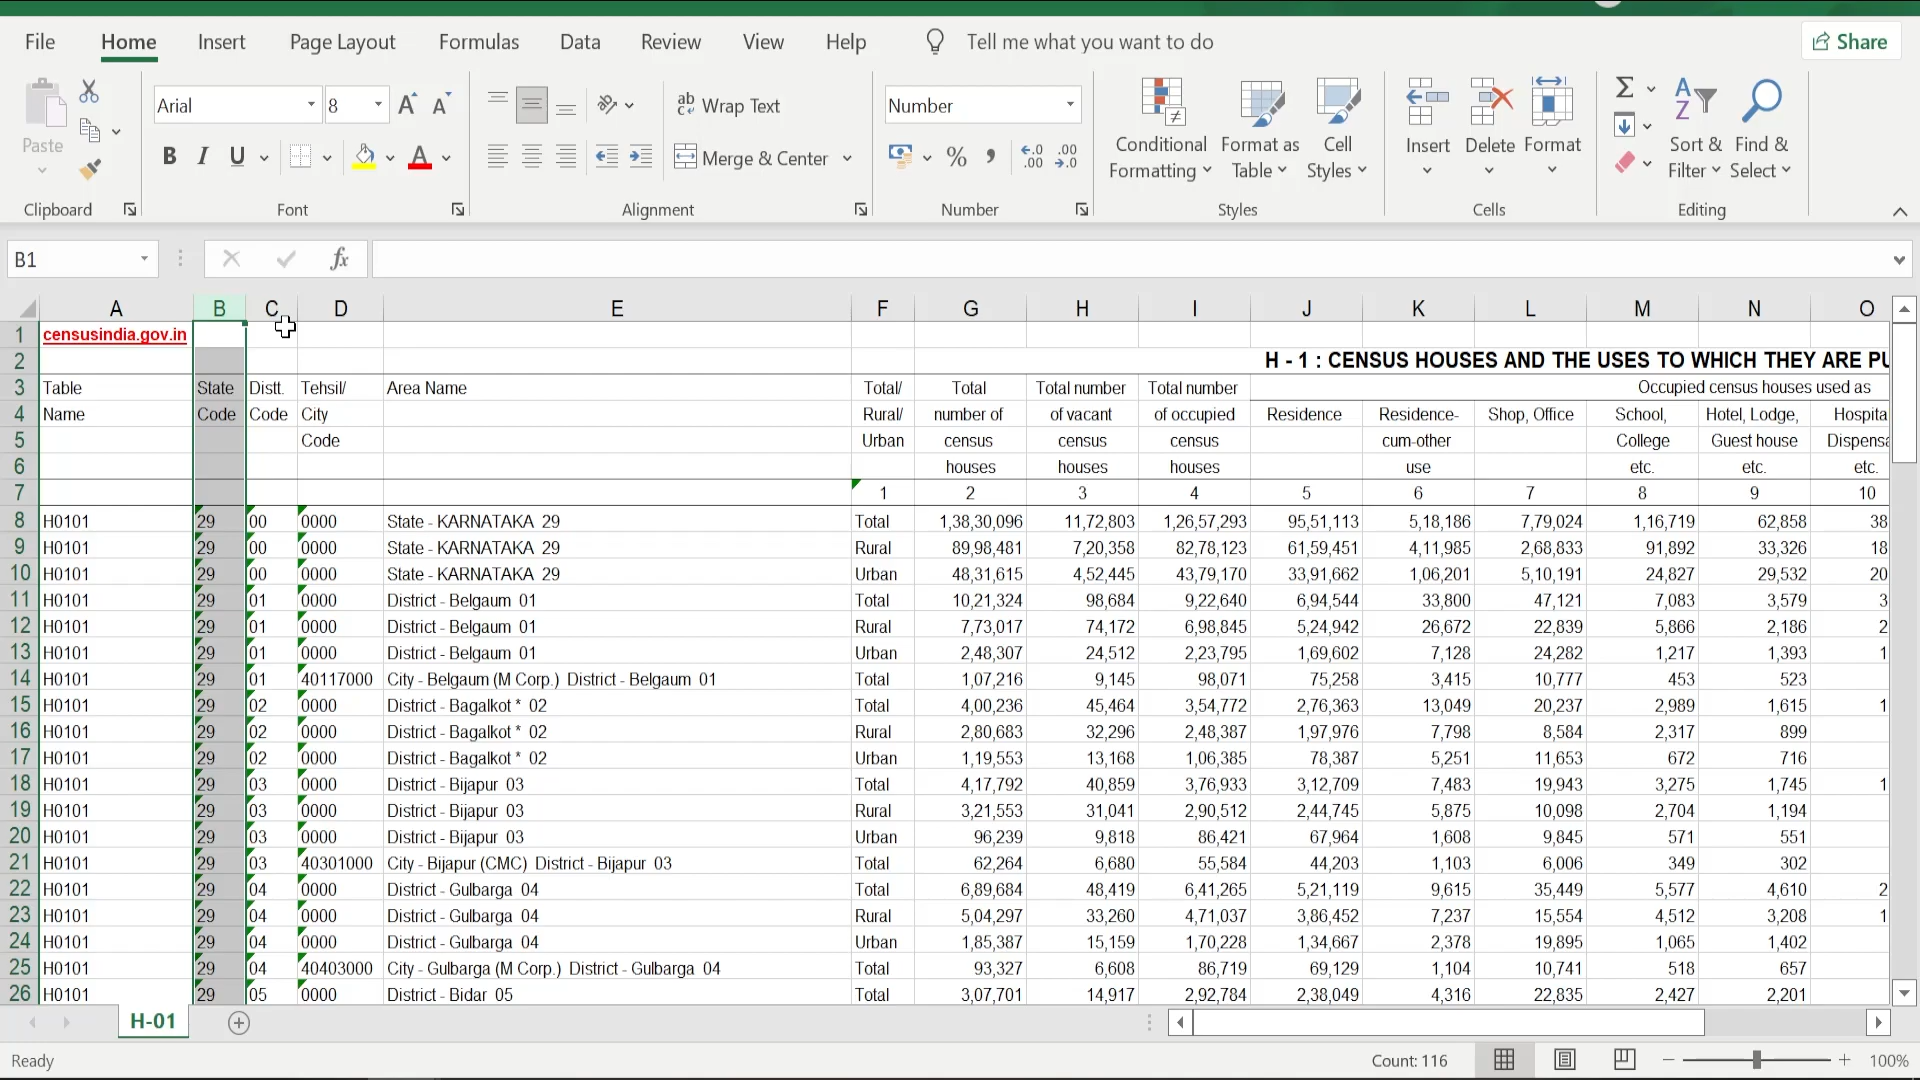 File Home Insert Page Layout Formulas Data Review View Help Tell me what you want to do Share
Paste Arial 8 Wrap Text Number
B I U Merge & Center
Conditional Formatting Format as Table Cell Styles Insert Delete Format Sort & Filter Find & Select
Clipboard Font Alignment Number Styles Cells Editing
B1 fx
A B C D E F G H I J K L M N O
1 censusindia.gov.in
2 H - 1 : CENSUS HOUSES AND THE USES TO WHICH THEY ARE PU
3 Table State Distt. Tehsil/ Area Name Total/ Total Total number Total number Occupied census houses used as
4 Name Code Code City Rural/ number of of vacant of occupied Residence Residence- Shop, Office School, Hotel, Lodge, Hospita
5 Code Urban census census census cum-other College Guest house Dispensa
6 houses houses houses use etc. etc. etc.
7 1 2 3 4 5 6 7 8 9 10
8 H0101 29 00 0000 State - KARNATAKA 29 Total 1,38,30,096 11,72,803 1,26,57,293 95,51,113 5,18,186 7,79,024 1,16,719 62,858 38
9 H0101 29 00 0000 State - KARNATAKA 29 Rural 89,98,481 7,20,358 82,78,123 61,59,451 4,11,985 2,68,833 91,892 33,326 18
10 H0101 29 00 0000 State - KARNATAKA 29 Urban 48,31,615 4,52,445 43,79,170 33,91,662 1,06,201 5,10,191 24,827 29,532 20
11 H0101 29 01 0000 District - Belgaum 01 Total 10,21,324 98,684 9,22,640 6,94,544 33,800 47,121 7,083 3,579 3
12 H0101 29 01 0000 District - Belgaum 01 Rural 7,73,017 74,172 6,98,845 5,24,942 26,672 22,839 5,866 2,186 2
13 H0101 29 01 0000 District - Belgaum 01 Urban 2,48,307 24,512 2,23,795 1,69,602 7,128 24,282 1,217 1,393 1
14 H0101 29 01 40117000 City - Belgaum (M Corp.) District - Belgaum 01 Total 1,07,216 9,145 98,071 75,258 3,415 10,777 453 523
15 H0101 29 02 0000 District - Bagalkot * 02 Total 4,00,236 45,464 3,54,772 2,76,363 13,049 20,237 2,989 1,615 1
16 H0101 29 02 0000 District - Bagalkot * 02 Rural 2,80,683 32,296 2,48,387 1,97,976 7,798 8,584 2,317 899
17 H0101 29 02 0000 District - Bagalkot * 02 Urban 1,19,553 13,168 1,06,385 78,387 5,251 11,653 672 716
18 H0101 29 03 0000 District - Bijapur 03 Total 4,17,792 40,859 3,76,933 3,12,709 7,483 19,943 3,275 1,745 1
19 H0101 29 03 0000 District - Bijapur 03 Rural 3,21,553 31,041 2,90,512 2,44,745 5,875 10,098 2,704 1,194
20 H0101 29 03 0000 District - Bijapur 03 Urban 96,239 9,818 86,421 67,964 1,608 9,845 571 551
21 H0101 29 03 40301000 City - Bijapur (CMC) District - Bijapur 03 Total 62,264 6,680 55,584 44,203 1,103 6,006 349 302
22 H0101 29 04 0000 District - Gulbarga 04 Total 6,89,684 48,419 6,41,265 5,21,119 9,615 35,449 5,577 4,610 2
23 H0101 29 04 0000 District - Gulbarga 04 Rural 5,04,297 33,260 4,71,037 3,86,452 7,237 15,554 4,512 3,208 1
24 H0101 29 04 0000 District - Gulbarga 04 Urban 1,85,387 15,159 1,70,228 1,34,667 2,378 19,895 1,065 1,402
25 H0101 29 04 40403000 City - Gulbarga (M Corp.) District - Gulbarga 04 Total 93,327 6,608 86,719 69,129 1,104 10,741 518 657
26 H0101 29 05 0000 District - Bidar 05 Total 3,07,701 14,917 2,92,784 2,38,049 4,316 22,835 2,427 2,201
H-01
Ready Count: 116 100%